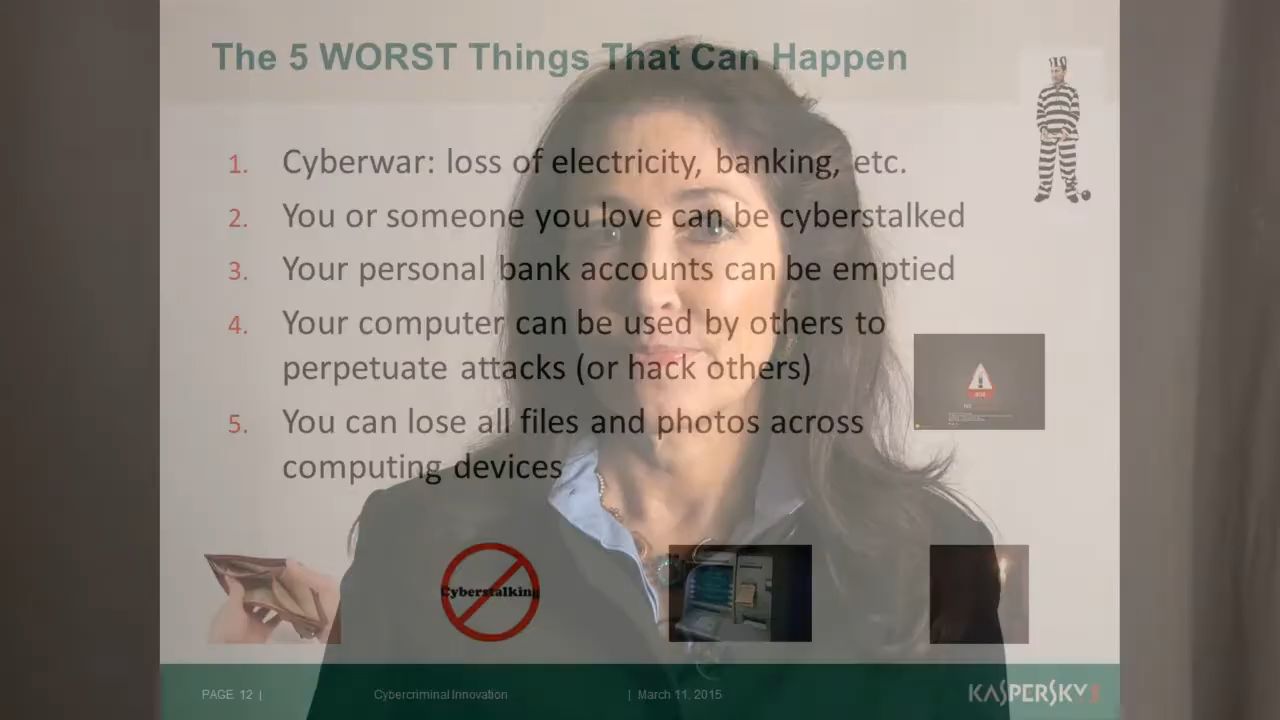 The 5 WORST Things That Can Happen
1. Cyberwar: loss of electricity, banking, etc.
2. You or someone you love can be cyberstalked
3. Your personal bank accounts can be emptied
4. Your computer can be used by others to
perpetuate attacks (or hack others)
5. You can lose all files and photos across
computing devices
Cyberstalking
PAGE 12 |
Cybercriminal Innovation
| March 11, 2015
KASPERSKY